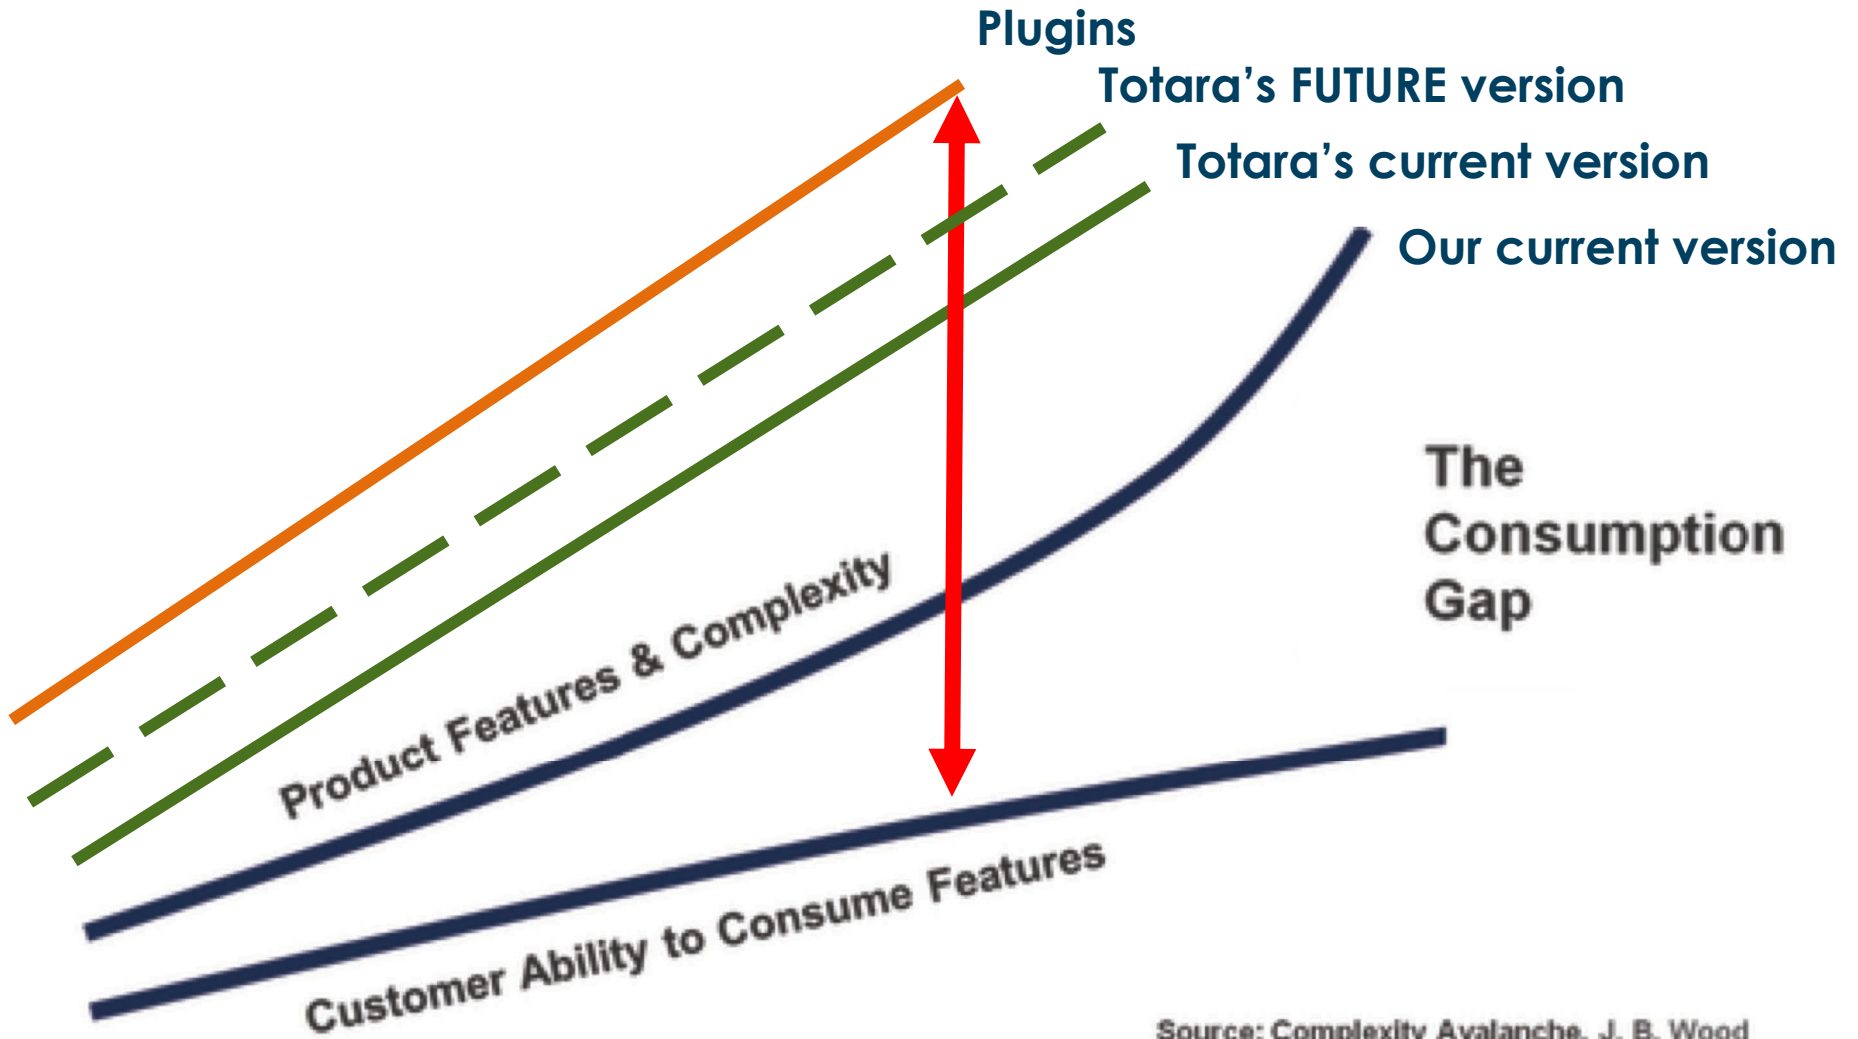 Plugins
Totara's FUTURE version
Totara's current version
Our current version
The
Consumption
Gap
Product Features & Complexity
Customer Ability to Consume Features
Source: Complexity Avalanche, J. B. Wood